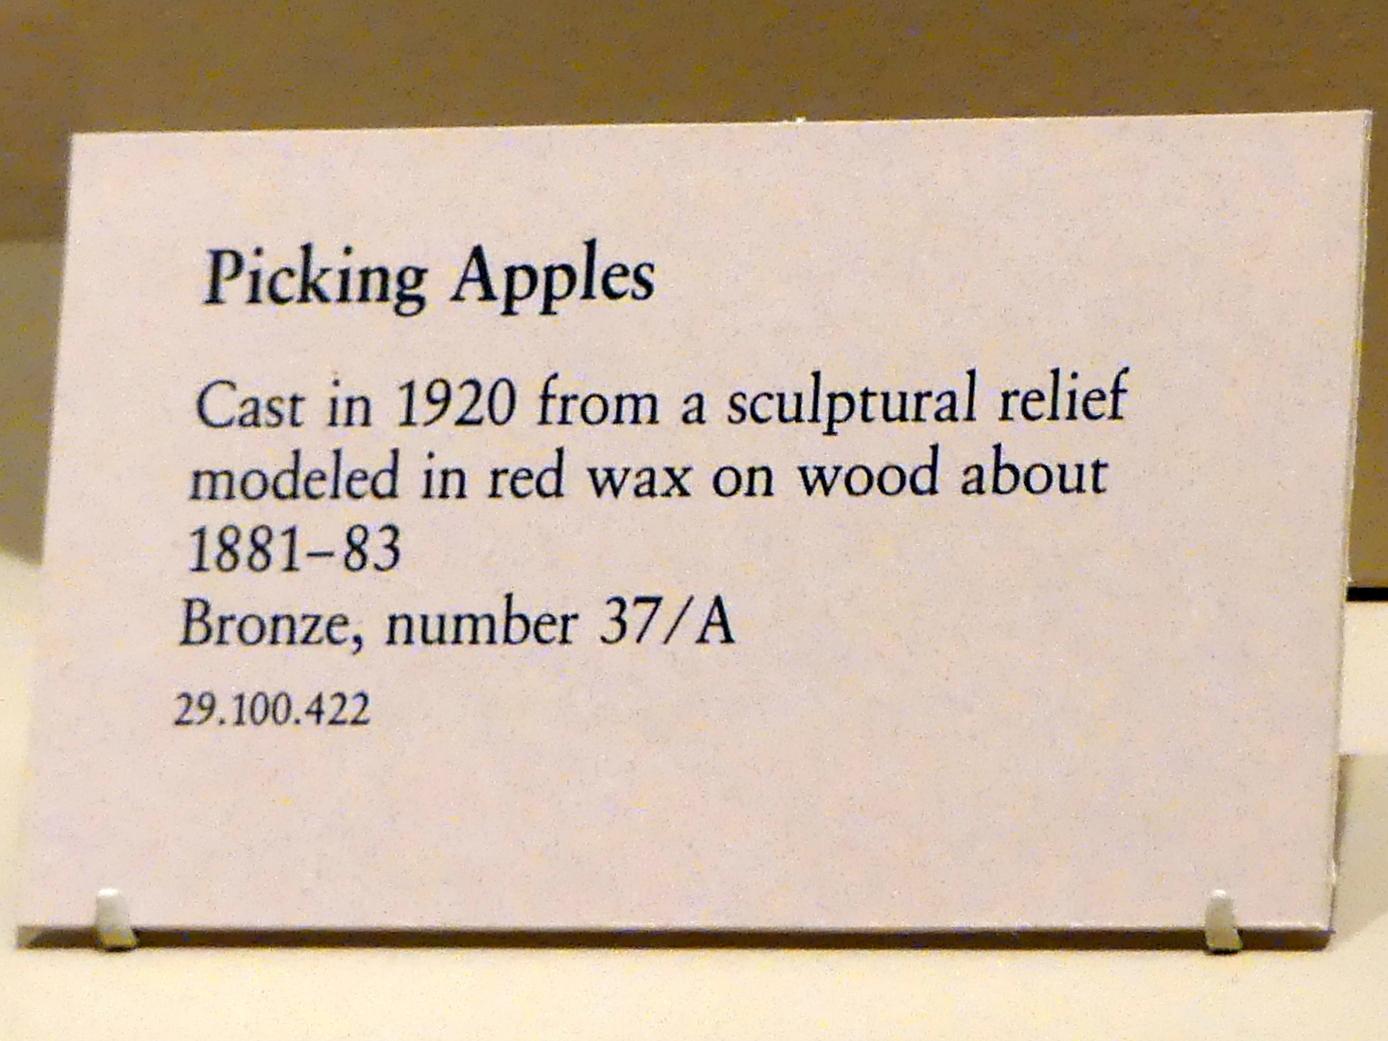 Picking Apples
Cast in 1920 from a sculptural relief
modeled in red wax on wood about
1881–83
Bronze, number 37/A
29.100.422